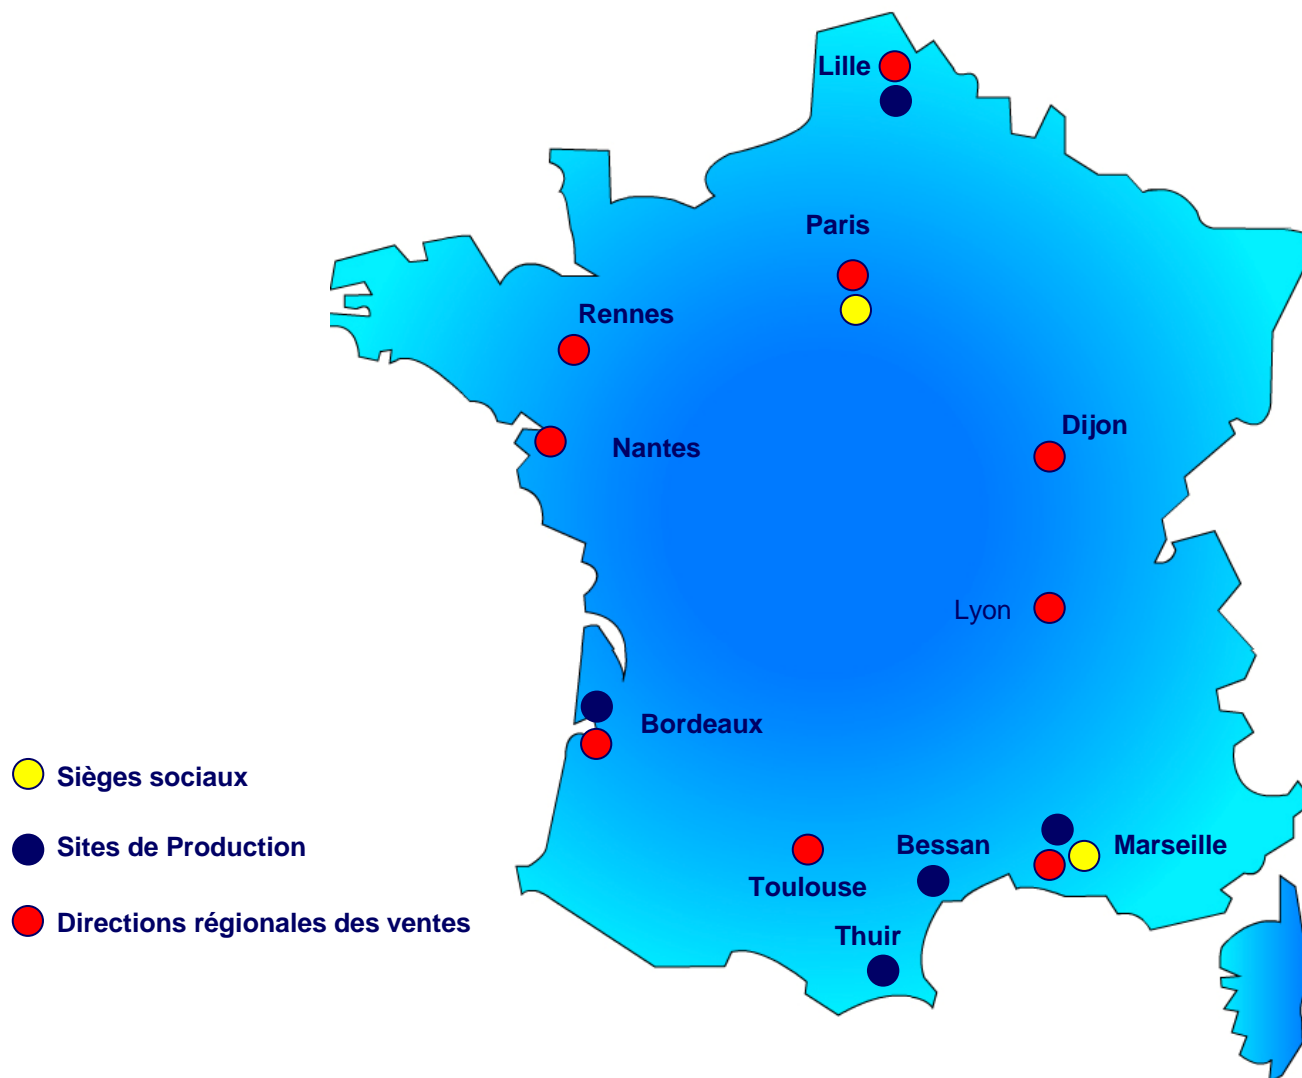 Lille
Paris
Rennes
Dijon
Nantes
Lyon
Bordeaux
Sièges sociaux
Sites de Production
Bessan
Marseille
Toulouse
Directions régionales des ventes
Thuir